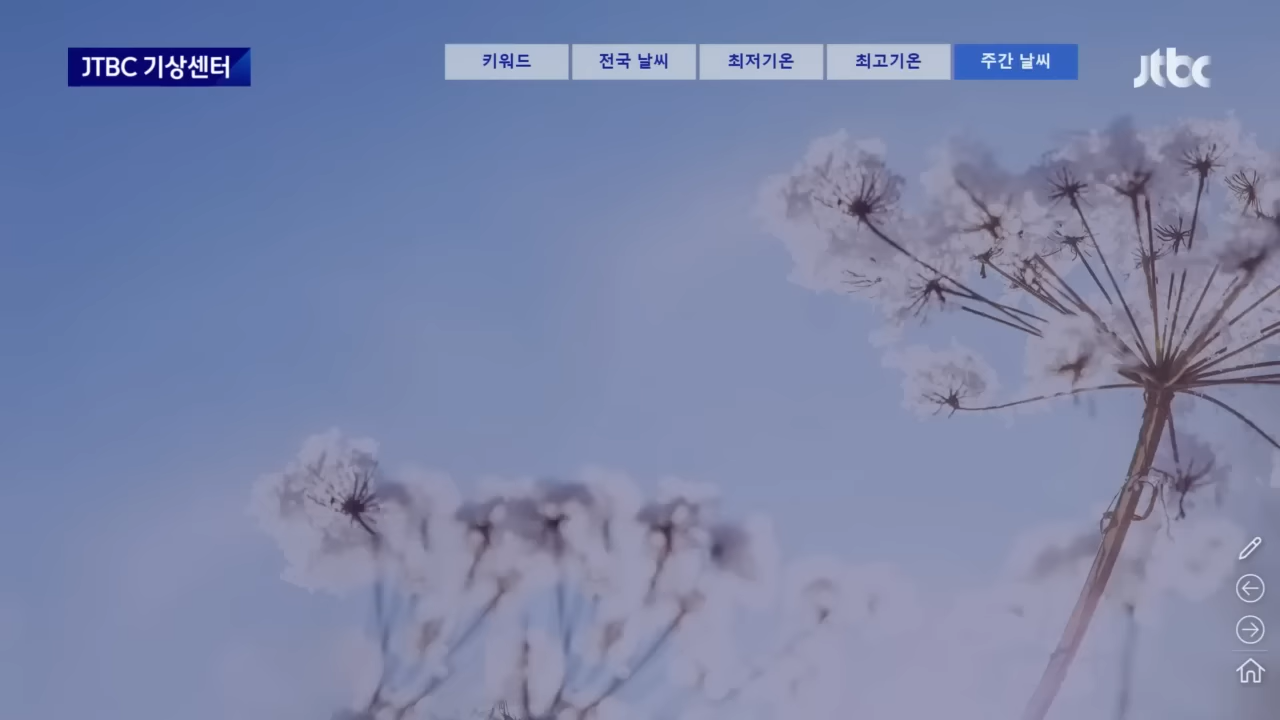 JTBC 기상센터
키워드
전국 날씨
최저기온
최고기온
주간 날씨
jtbc